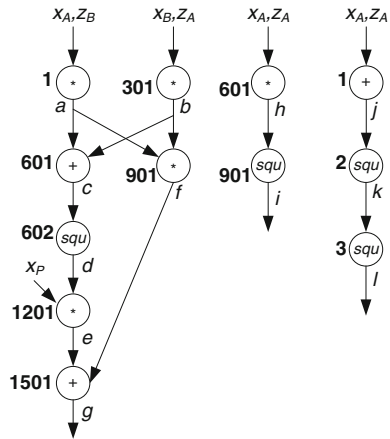 x_A,z_B x_B,z_A x_A,z_A x_A,z_A
1 * 301 * 601 * 1 +
a b h j
601 + 901 * 901 squ 2 squ
c f i k
602 squ 3 squ
x_P d l
1201 *
e
1501 +
g